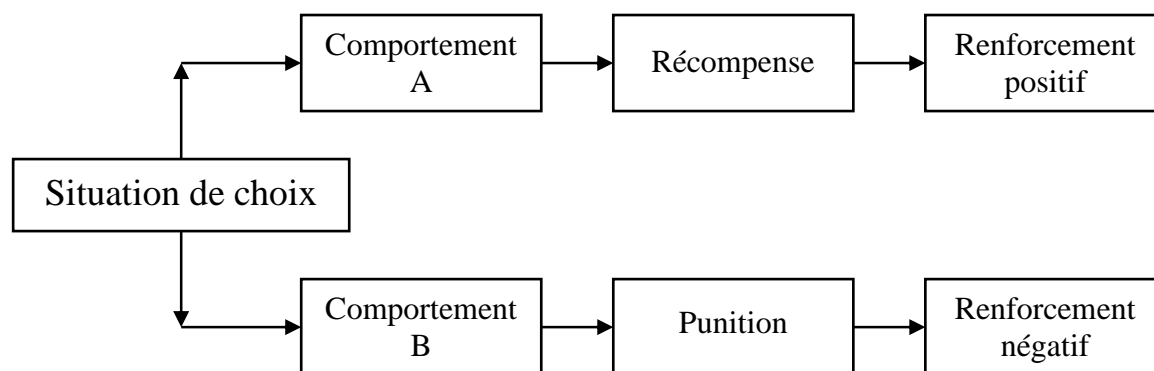 Comportement
A
Récompense
Renforcement
positif
Situation de choix
Comportement
B
Punition
Renforcement
négatif